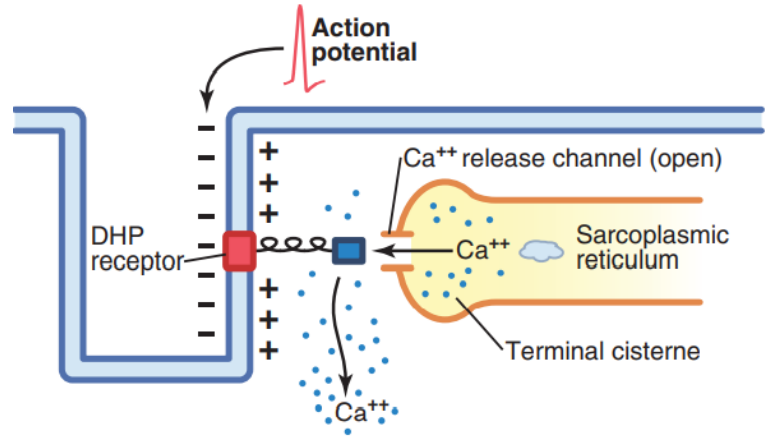 Action
potential
Ca++ release channel (open)
DHP
receptor
Ca++
Sarcoplasmic
reticulum
Terminal cisterne
Ca++